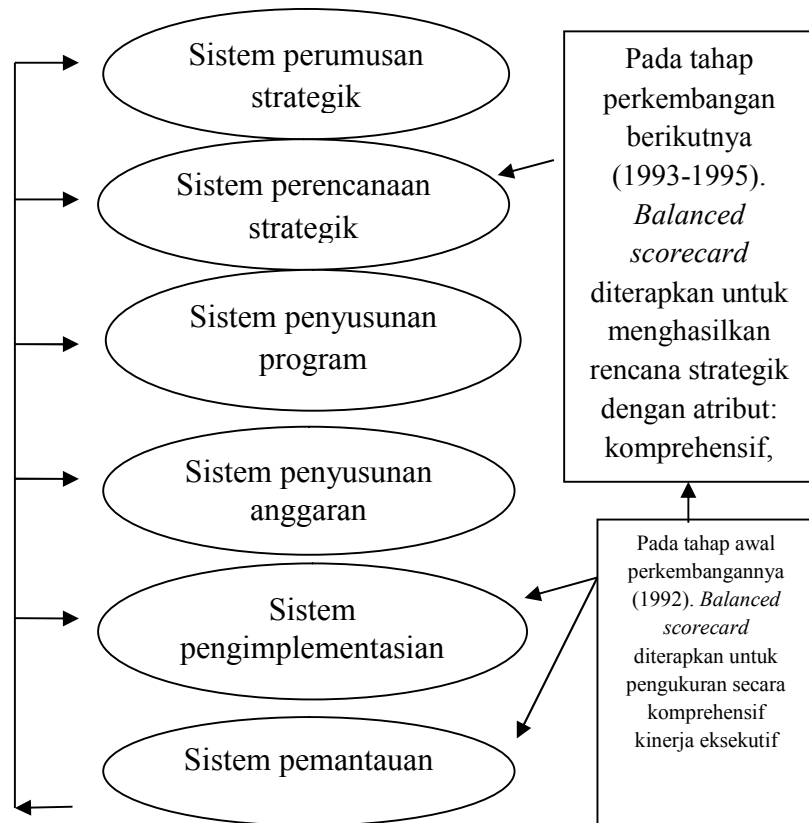 Sistem perumusan
strategik
Sistem perencanaan
strategik
Sistem penyusunan
program
Sistem penyusunan
anggaran
Sistem
pengimplementasian
Sistem pemantauan
Pada tahap
perkembangan
berikutnya
(1993-1995).
Balanced
scorecard
diterapkan untuk
menghasilkan
rencana strategik
dengan atribut:
komprehensif,
Pada tahap awal
perkembangannya
(1992). Balanced
scorecard
diterapkan untuk
pengukuran secara
komprehensif
kinerja eksekutif